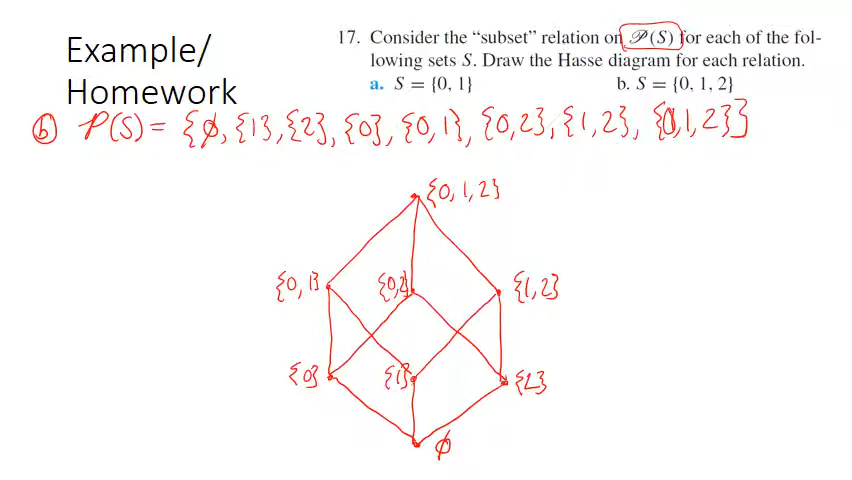 Example/
Homework
17. Consider the “subset” relation on 𝒫(S) for each of the fol-
lowing sets S. Draw the Hasse diagram for each relation.
a. S = {0, 1}
b. S = {0, 1, 2}
ⓑ 𝒫(S) = {∅, {1}, {2}, {0}, {0, 1}, {0, 2}, {1, 2}, {0, 1, 2}}
{0, 1, 2}
{0, 1} {0, 2} {1, 2}
{0} {1} {2}
∅